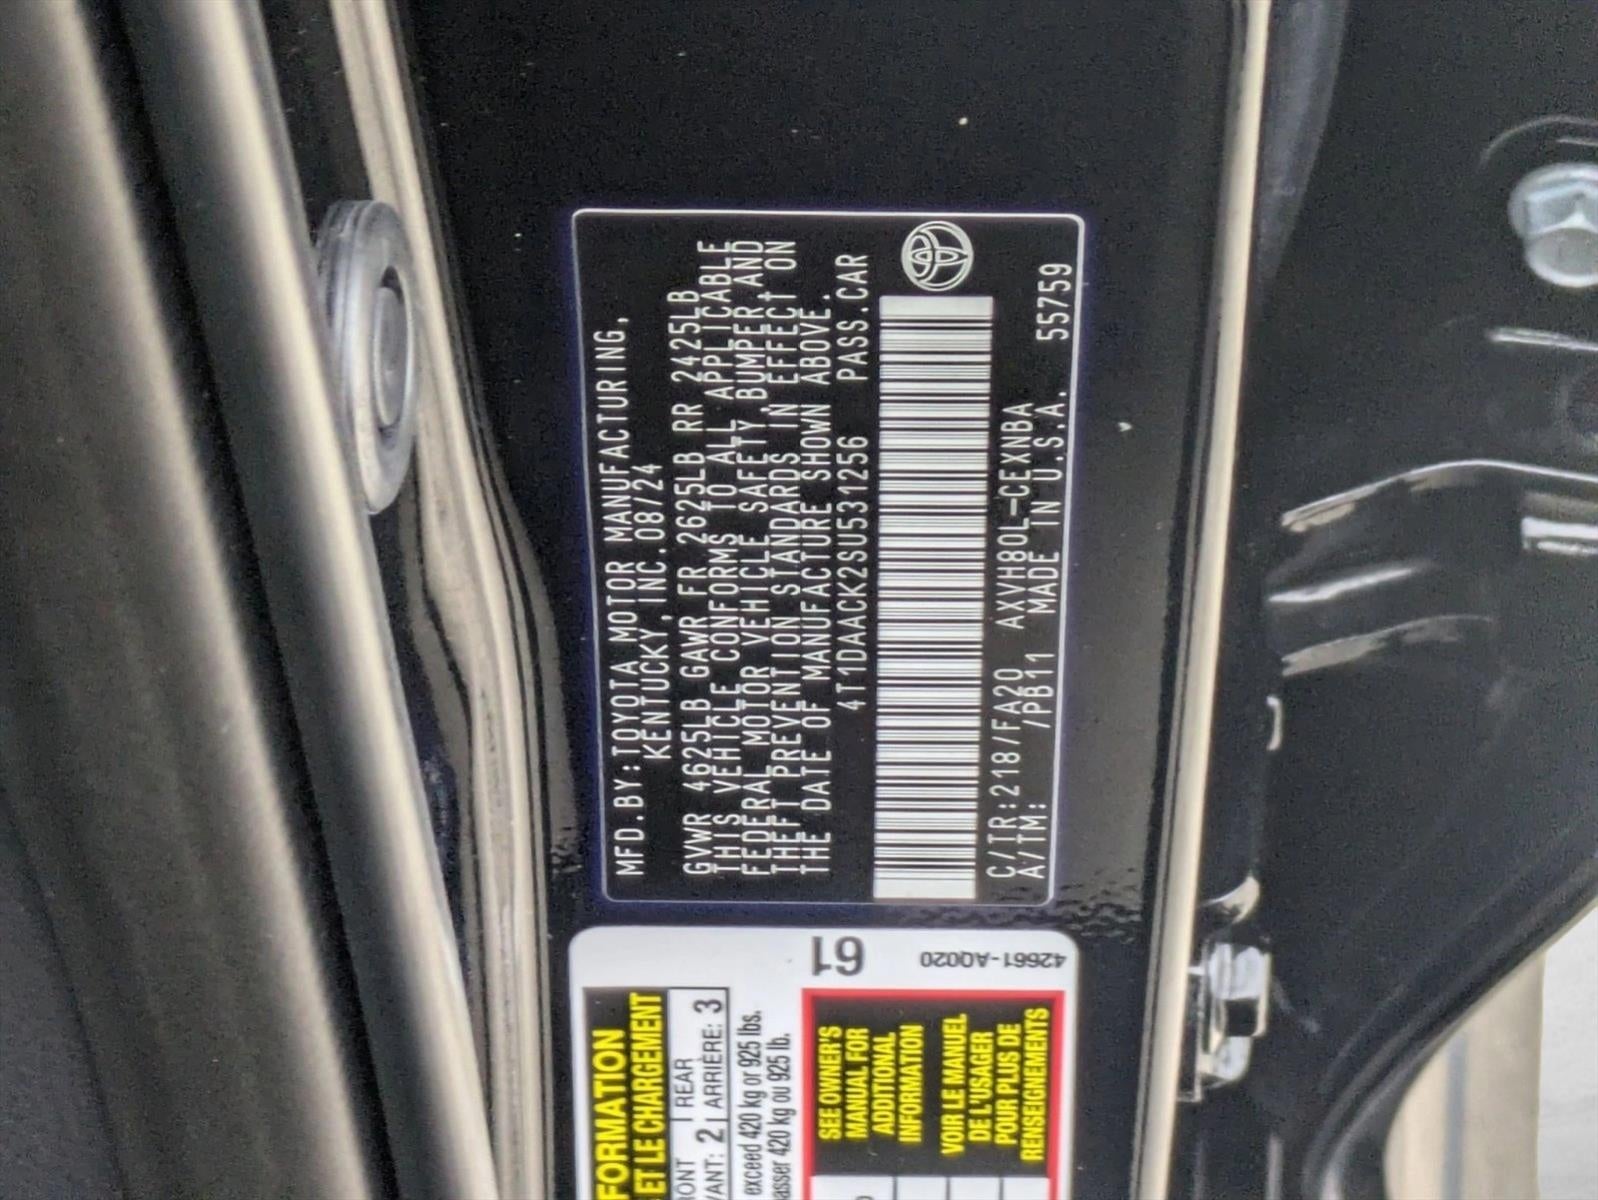 MFD.BY:TOYOTA MOTOR MANUFACTURING,
KENTUCKY,INC.08/24
GVWR 4625LB GAWR FR 2625LB RR 2425LB
THIS VEHICLE CONFORMS TO ALL APPLICABLE
FEDERAL MOTOR VEHICLE SAFETY,BUMPER,AND
THEFT PREVENTION STANDARDS IN EFFECT ON
THE DATE OF MANUFACTURE SHOWN ABOVE.
4T1DAACK2SU531256 PASS.CAR
C/TR:218/FA20 AXVH80L-CEXNBA 55759
A/TM: /PB11 MADE IN U.S.A.
FORMATION
ET LE CHARGEMENT
REAR
VANT: 2 ARRIÈRE: 3
exceed 420 kg or 925 lbs.
420 kg ou 925 lb.
61
42661-AQ020
SEE OWNER'S
MANUAL FOR
ADDITIONAL
INFORMATION
VOIR LE MANUEL
DE L'USAGER
POUR PLUS DE
RENSEIGNEMENTS